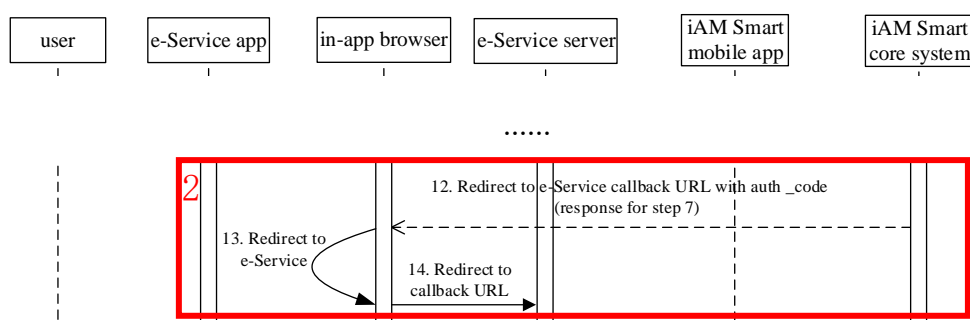 user
e-Service app
in-app browser
e-Service server
iAM Smart
mobile app
iAM Smart
core system
......
2
12. Redirect to e-Service callback URL with auth _code
(response for step 7)
13. Redirect to
e-Service
14. Redirect to
callback URL